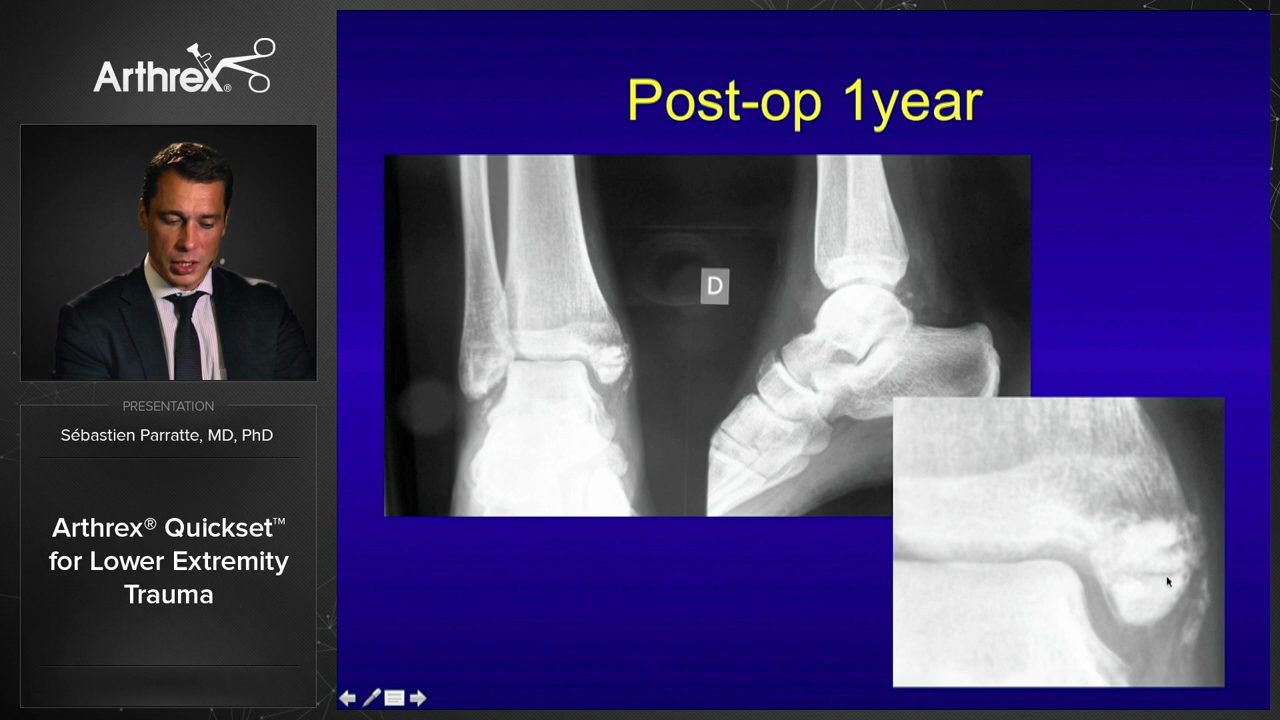 Arthrex®
PRESENTATION
Sébastien Parratte, MD, PhD
Arthrex® Quickset™
for Lower Extremity
Trauma
Post-op 1year
D